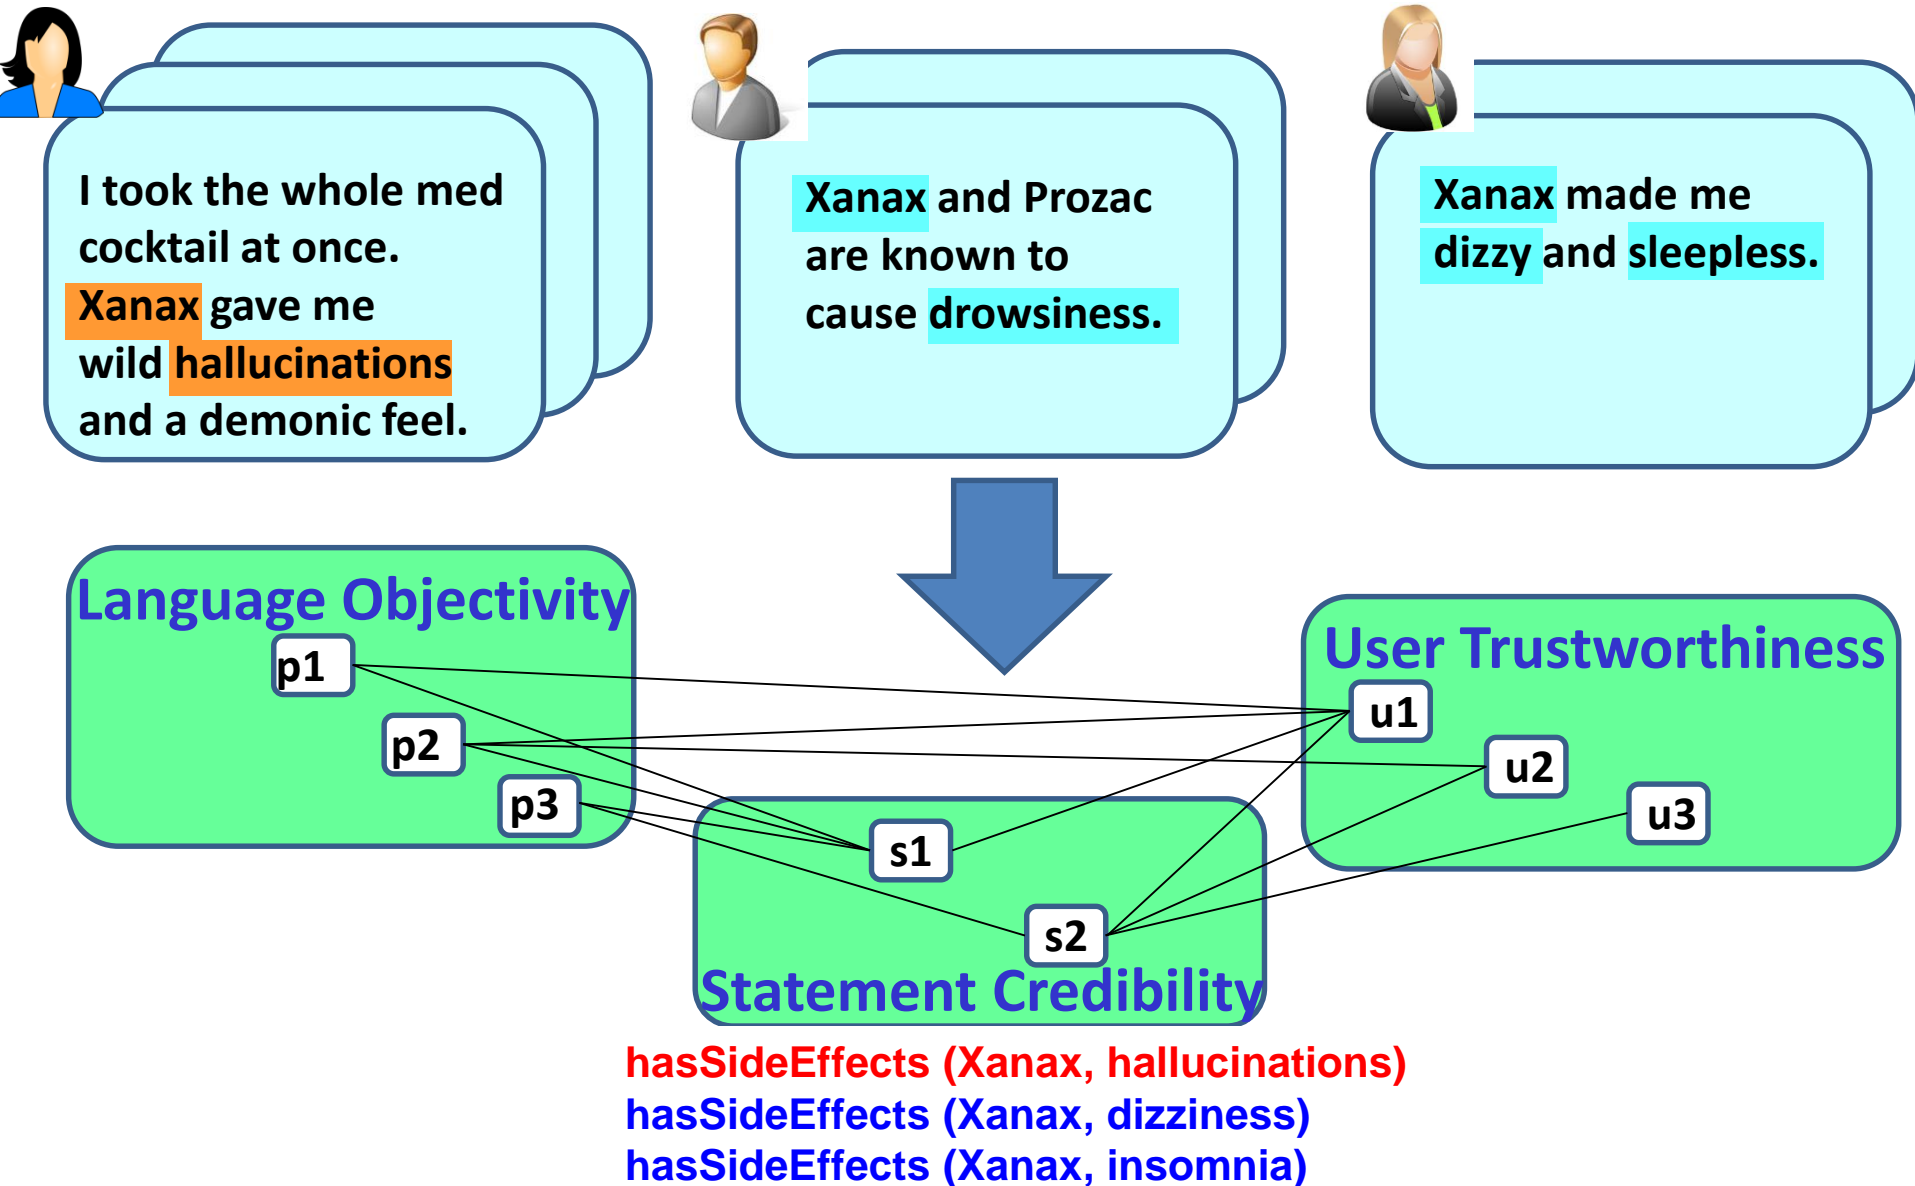 I took the whole med
cocktail at once.
Xanax gave me
wild hallucinations
and a demonic feel.
Xanax and Prozac
are known to
cause drowsiness.
Xanax made me
dizzy and sleepless.
Language Objectivity
p1
p2
p3
User Trustworthiness
u1
u2
u3
s1
s2
Statement Credibility
hasSideEffects (Xanax, hallucinations)
hasSideEffects (Xanax, dizziness)
hasSideEffects (Xanax, insomnia)